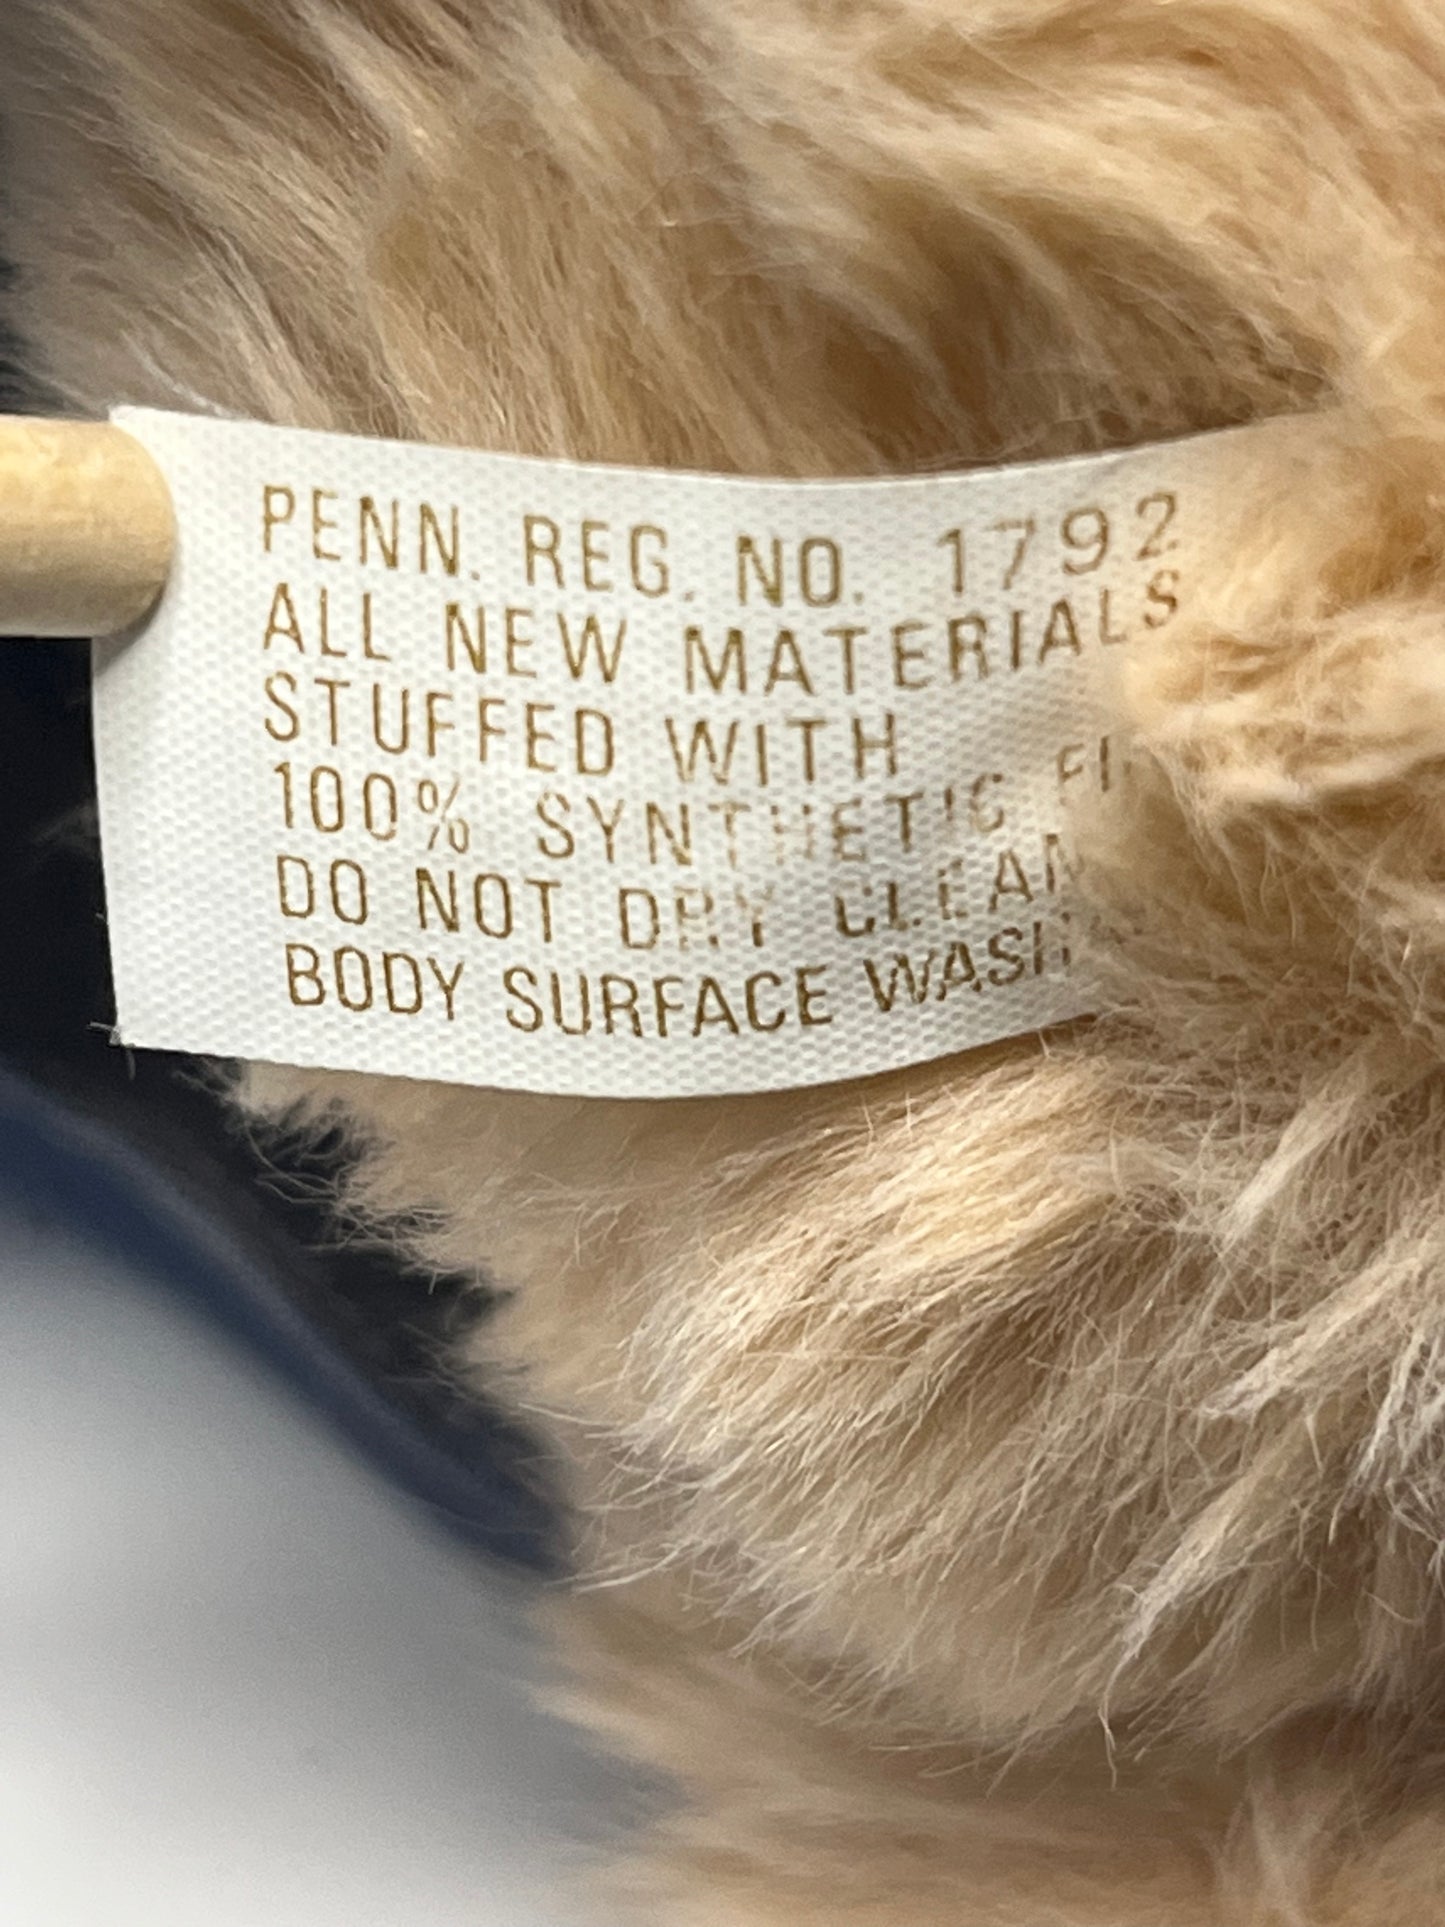 PENN. REG. NO. 1792
ALL NEW MATERIALS
STUFFED WITH
100% SYNTHETIC
DO NOT DRY CLEAN
BODY SURFACE WASH